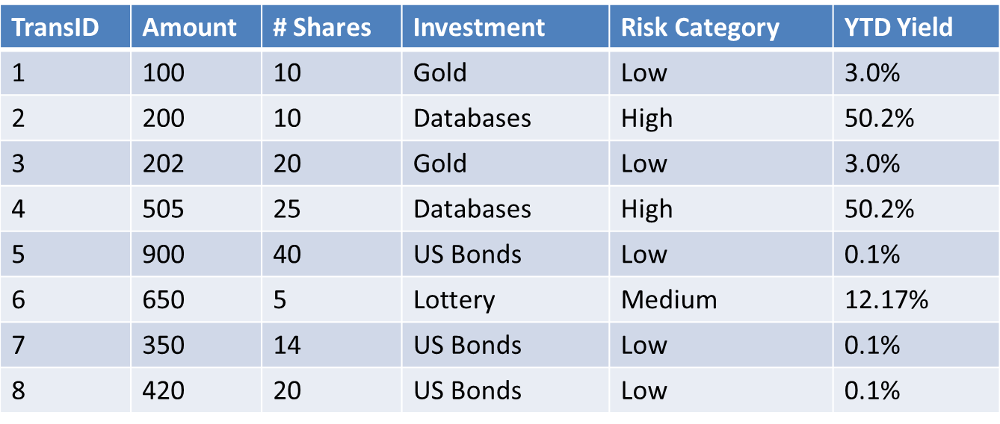 TransID Amount # Shares Investment Risk Category YTD Yield
1 100 10 Gold Low 3.0%
2 200 10 Databases High 50.2%
3 202 20 Gold Low 3.0%
4 505 25 Databases High 50.2%
5 900 40 US Bonds Low 0.1%
6 650 5 Lottery Medium 12.17%
7 350 14 US Bonds Low 0.1%
8 420 20 US Bonds Low 0.1%